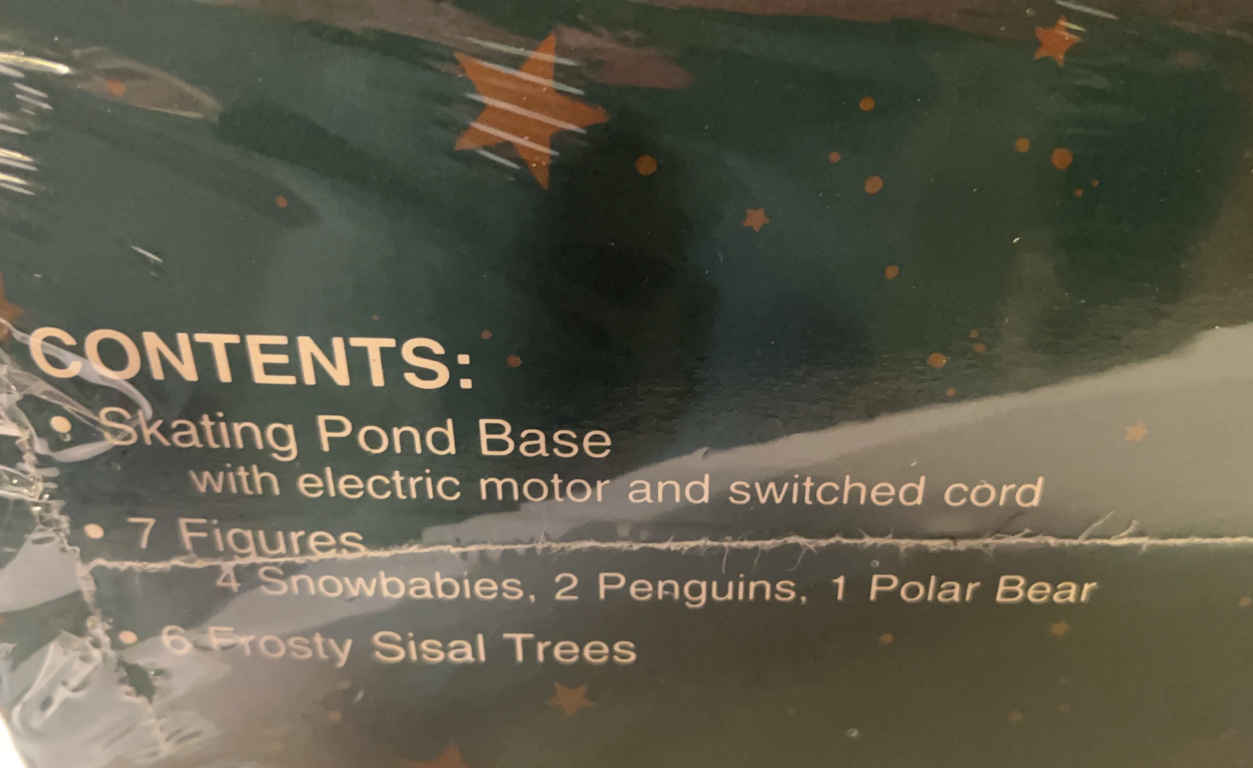 CONTENTS:
• Skating Pond Base
with electric motor and switched cord
• 7 Figures
4 Snowbabies, 2 Penguins, 1 Polar Bear
• 6 Frosty Sisal Trees